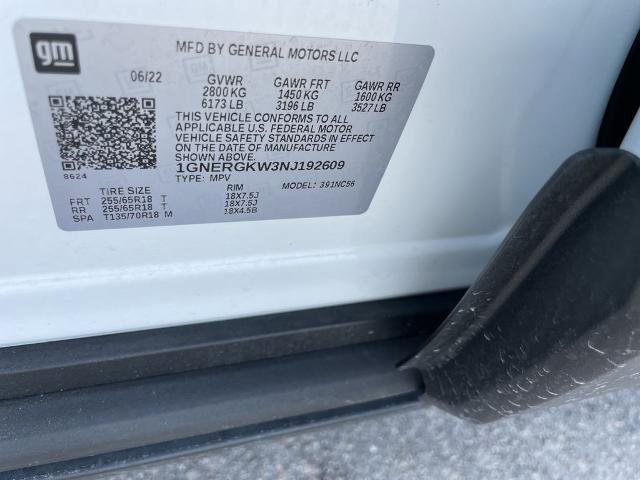 gm
MFD BY GENERAL MOTORS LLC
06/22 GVWR GAWR FRT GAWR RR
2800 KG 1450 KG 1600 KG
6173 LB 3196 LB 3527 LB
THIS VEHICLE CONFORMS TO ALL
APPLICABLE U.S. FEDERAL MOTOR
VEHICLE SAFETY STANDARDS IN EFFECT
ON THE DATE OF MANUFACTURE
SHOWN ABOVE.
8624
1GNERGKW3NJ192609
TYPE: MPV MODEL: 391NC56
TIRE SIZE RIM
FRT 255/65R18 T 18X7.5J
RR 255/65R18 T 18X7.5J
SPA T135/70R18 M 18X4.5B